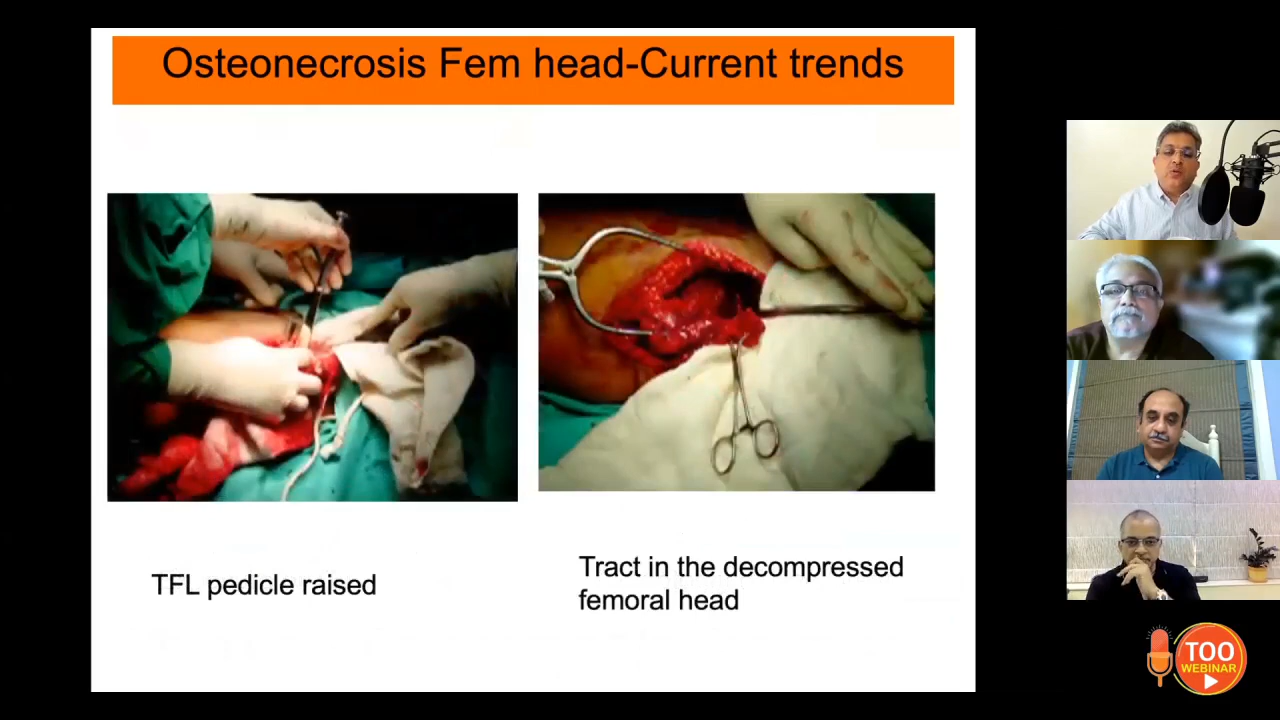 Osteonecrosis Fem head-Current trends
TFL pedicle raised
Tract in the decompressed
femoral head
TOO
WEBINAR